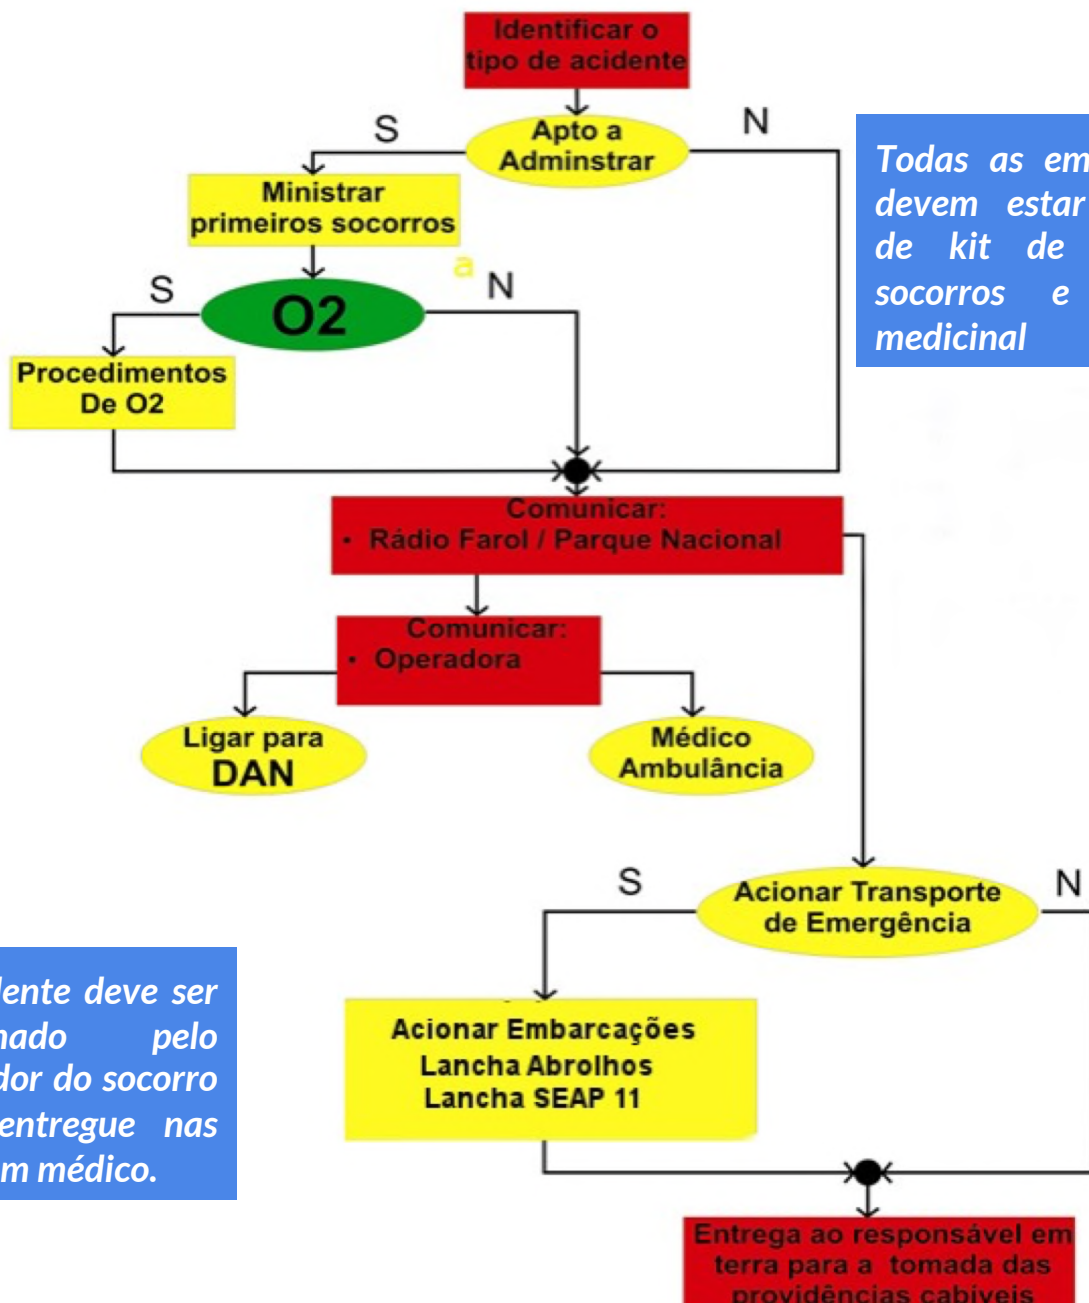 Identificar o
tipo de acidente
S
Apto a
Adminstrar
N
Todas as em
devem estar
de kit de
socorros e
medicinal
Ministrar
primeiros socorros
a
S
O2
N
Procedimentos
De O2
Comunicar:
• Rádio Farol / Parque Nacional
Comunicar:
• Operadora
Ligar para
DAN
Médico
Ambulância
S
Acionar Transporte
de Emergência
N
dente deve ser
nado pelo
dor do socorro
entregue nas
m médico.
Acionar Embarcações
Lancha Abrolhos
Lancha SEAP 11
Entrega ao responsável em
terra para a tomada das
providências cabíveis